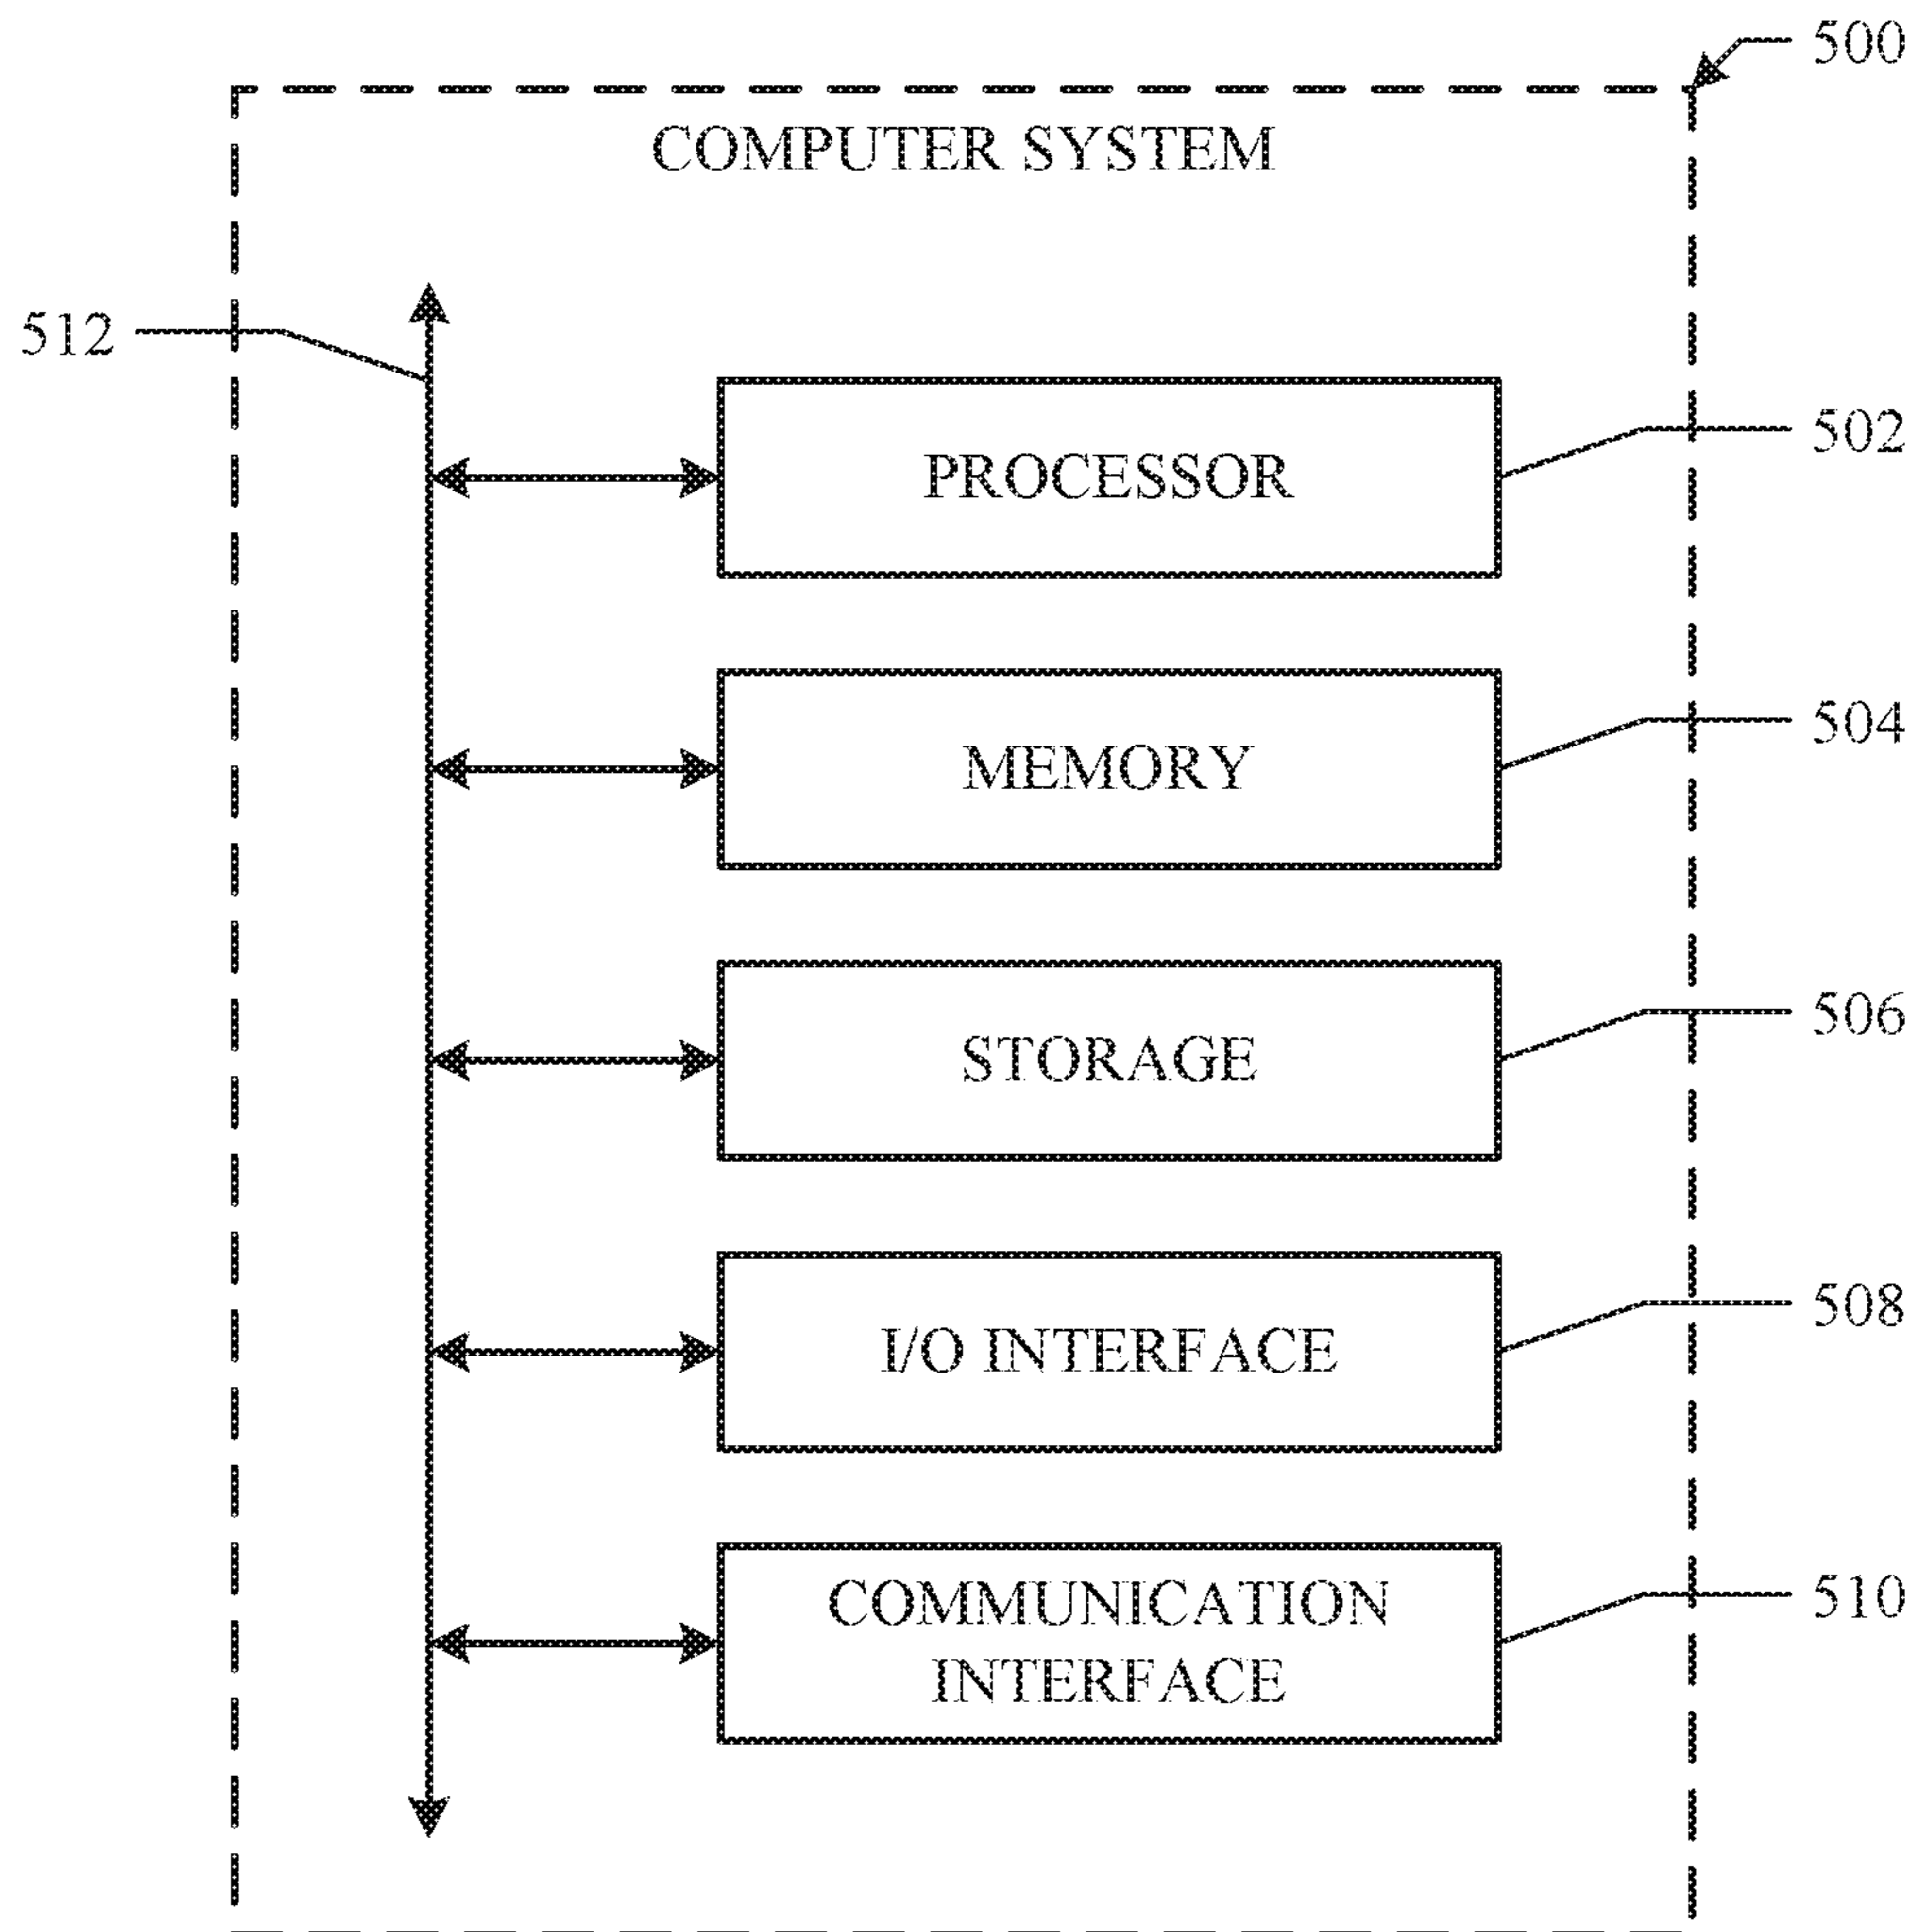 500
COMPUTER SYSTEM
512
PROCESSOR
502
MEMORY
504
STORAGE
506
I/O INTERFACE
508
COMMUNICATION
INTERFACE
510